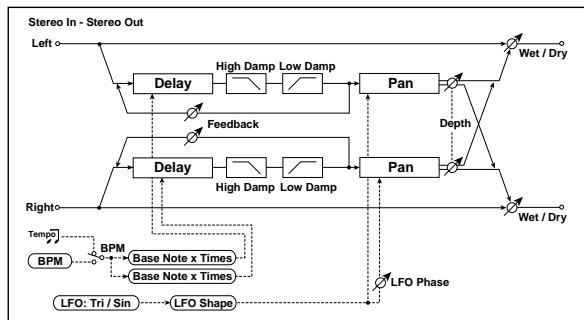 Stereo In - Stereo Out
Left
Wet / Dry
High Damp Low Damp
Delay
Pan
Feedback
Depth
Delay
Pan
High Damp Low Damp
Right
Wet / Dry
Tempo
BPM
BPM
Base Note x Times
Base Note x Times
LFO Phase
LFO: Tri / Sin
LFO Shape